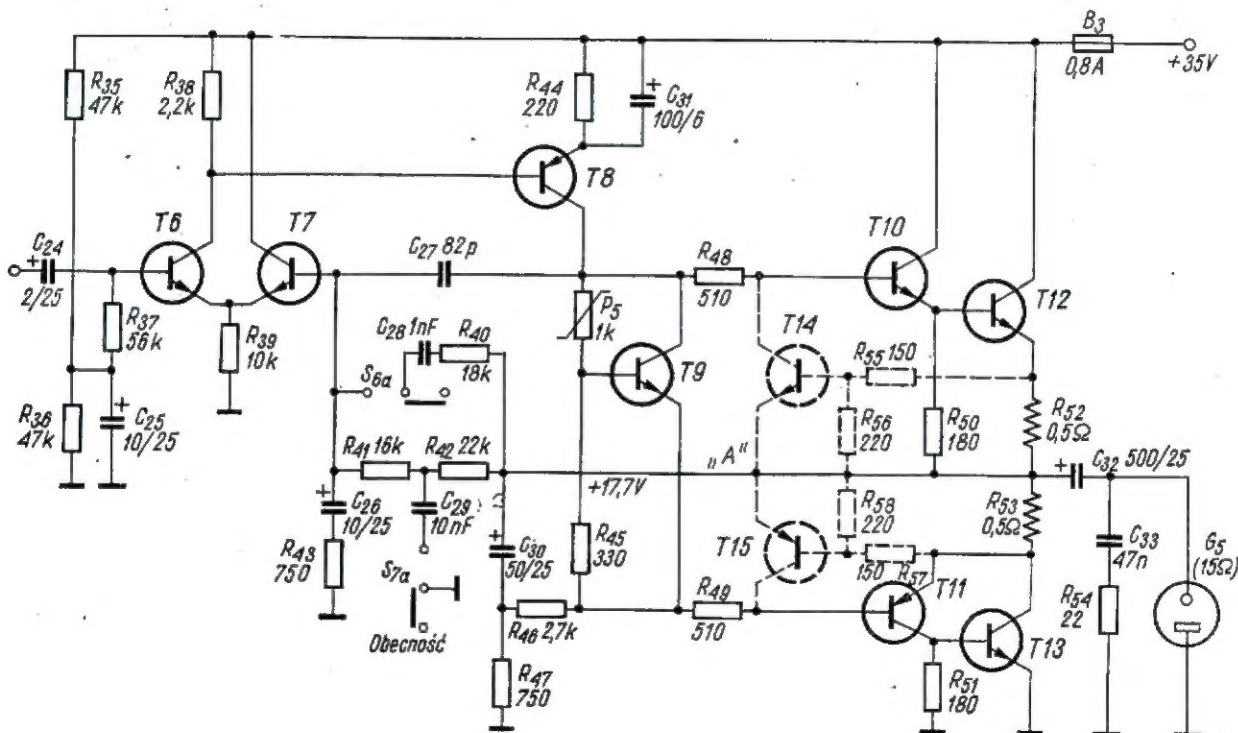 B3
0,8A
+35V
R35
47k
R38
2,2k
R44
220
+
C31
100/6
T8
T6
T7
C24
+
2/25
C27 82p
R48
510
T10
T12
R37
56k
R39
10k
P5
1k
C28 1nF
R40
18k
S6a
T9
T14
R55 150
R36
47k
+
C25
10/25
R56
220
R50
180
R52
0,5Ω
R41 16k
R42 22k
„A"
+17,7V
+
C32 500/25
+
C26
10/25
C29
10nF
R58
220
R53
0,5Ω
R43
750
+
C30
50/25
R45
330
T15
C33
47n
G5
(15Ω)
S7a
150
R57
T11
R54
22
Obecność
R46 2,7k
R49
510
T13
R47
750
R51
180